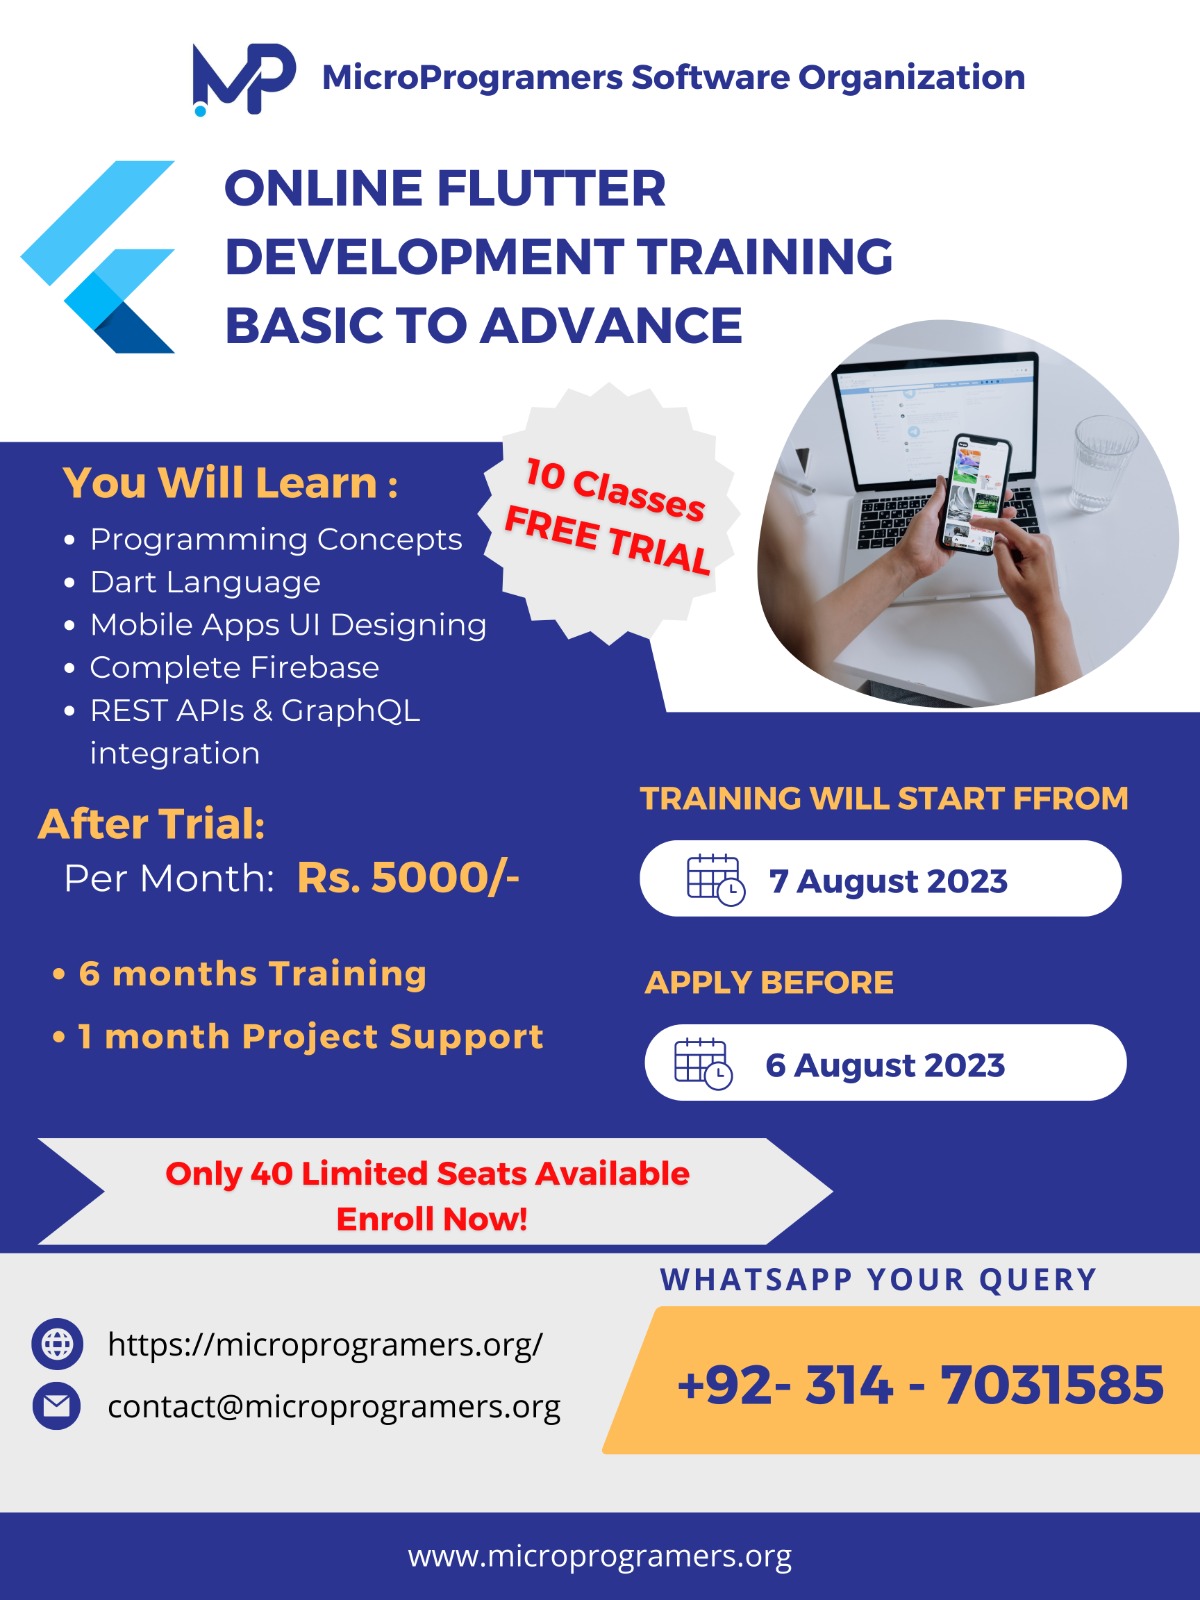 MP MicroProgramers Software Organization
ONLINE FLUTTER
DEVELOPMENT TRAINING
BASIC TO ADVANCE
10 Classes
FREE TRIAL
You Will Learn :
• Programming Concepts
• Dart Language
• Mobile Apps UI Designing
• Complete Firebase
• REST APIs & GraphQL
integration
After Trial:
Per Month: Rs. 5000/-
• 6 months Training
• 1 month Project Support
TRAINING WILL START FFROM
7 August 2023
APPLY BEFORE
6 August 2023
Only 40 Limited Seats Available
Enroll Now!
WHATSAPP YOUR QUERY
+92- 314 - 7031585
https://microprogramers.org/
contact@microprogramers.org
www.microprogramers.org